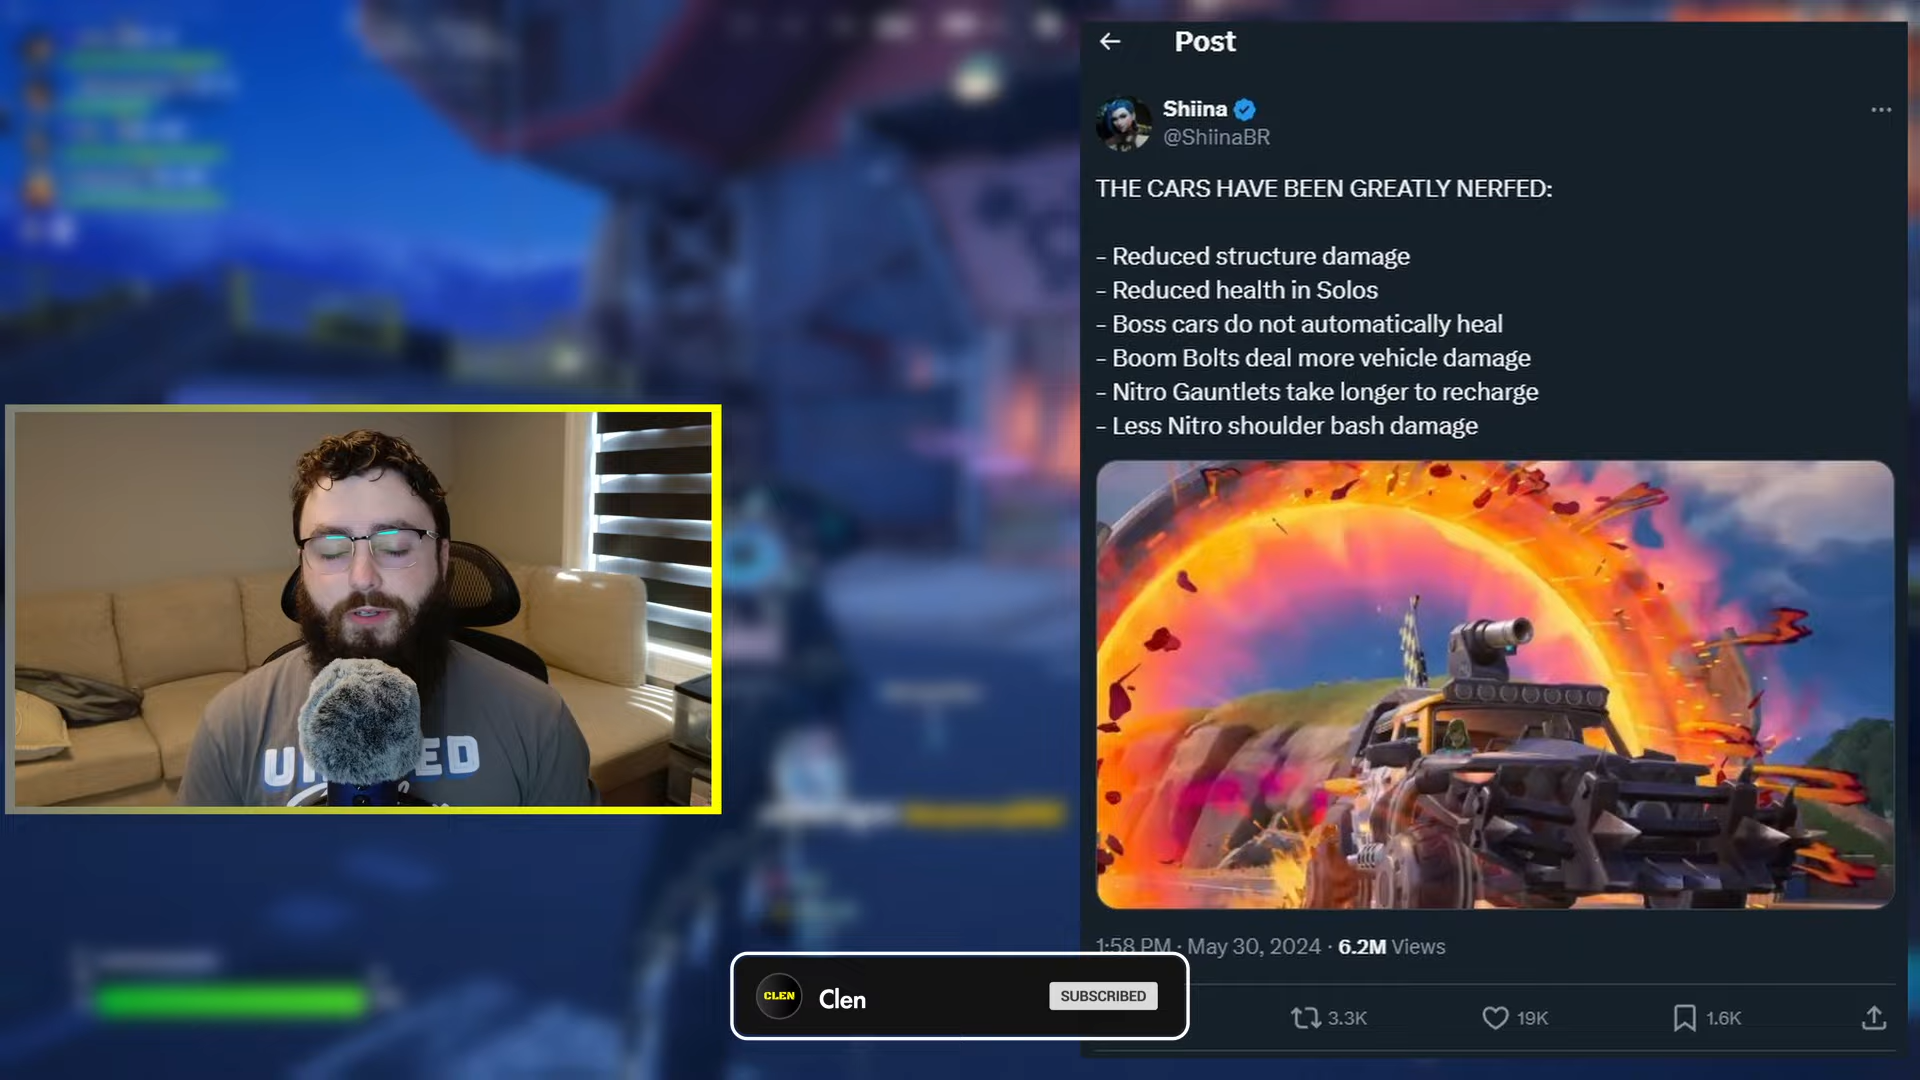 Post
Shiina
@ShiinaBR
THE CARS HAVE BEEN GREATLY NERFED:
- Reduced structure damage
- Reduced health in Solos
- Boss cars do not automatically heal
- Boom Bolts deal more vehicle damage
- Nitro Gauntlets take longer to recharge
- Less Nitro shoulder bash damage
1:58 PM · May 30, 2024 · 6.2M Views
CLEN
Clen
SUBSCRIBED
3.3K
19K
1.6K